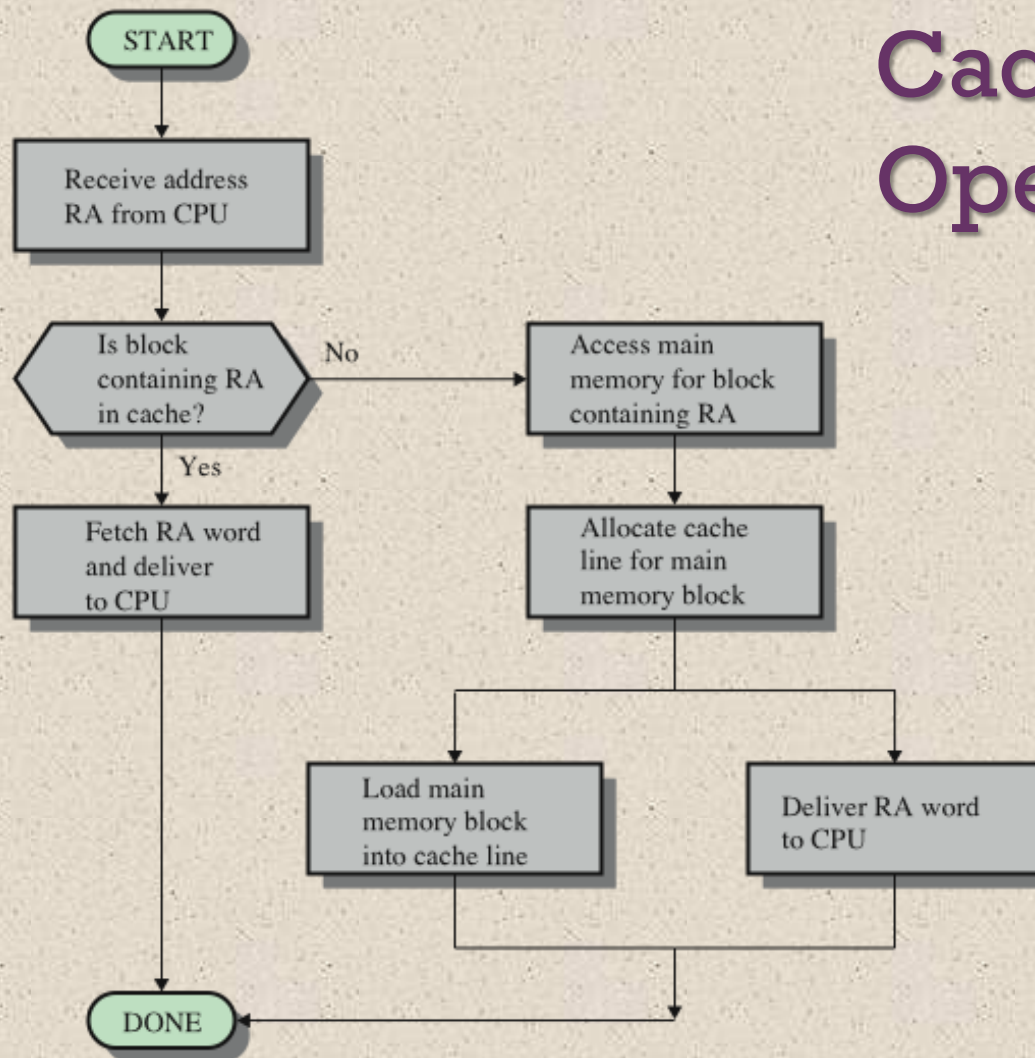 Cac
Ope
START
Receive address
RA from CPU
Is block
containing RA
in cache?
No
Yes
Access main
memory for block
containing RA
Fetch RA word
and deliver
to CPU
Allocate cache
line for main
memory block
Load main
memory block
into cache line
Deliver RA word
to CPU
DONE